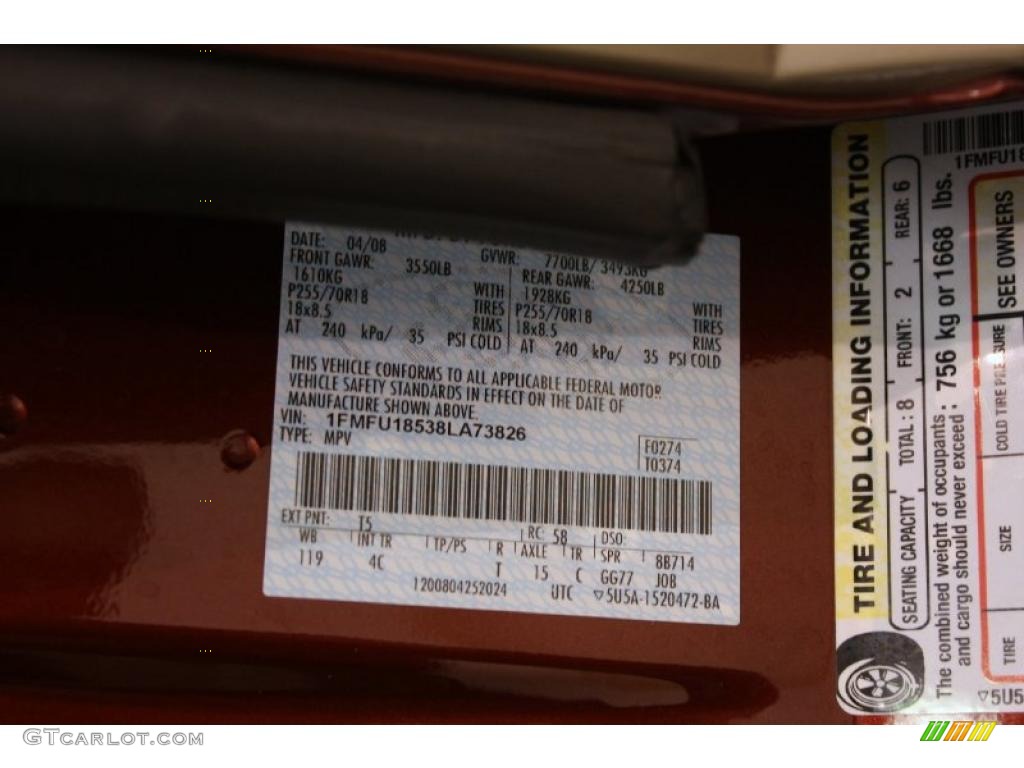 DATE: 04/08 GVWR: 7700LB/ 3493KG
FRONT GAWR: 3550LB REAR GAWR: 4250LB
1610KG WITH 1928KG WITH
P255/70R18 TIRES P255/70R18 TIRES
18x8.5 RIMS 18x8.5 RIMS
AT 240 kPa/ 35 PSI COLD AT 240 kPa/ 35 PSI COLD
THIS VEHICLE CONFORMS TO ALL APPLICABLE FEDERAL MOTOR
VEHICLE SAFETY STANDARDS IN EFFECT ON THE DATE OF
MANUFACTURE SHOWN ABOVE.
VIN: 1FMFU18538LA73826
TYPE: MPV
F0274
T0374
EXT PNT: T5 RC: 58 DSO:
WB INT TR TP/PS R AXLE TR SPR 8B714
119 4C T 15 C GG77 JOB
1200804252024 UTC ▽5U5A-1520472-BA
TIRE AND LOADING INFORMATION
SEATING CAPACITY TOTAL: 8 FRONT: 2 REAR: 6
The combined weight of occupants : 756 kg or 1668 lbs.
and cargo should never exceed :
1FMFU18
TIRE SIZE COLD TIRE PRESSURE SEE OWNERS
▽5U5
GTCARLOT.COM